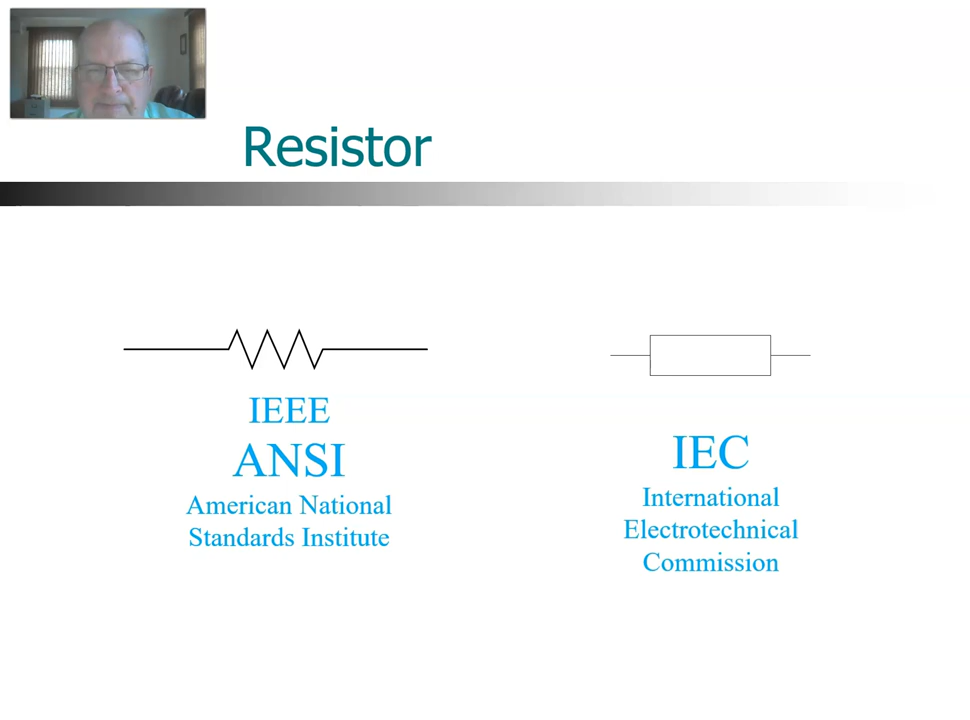 Resistor
IEEE
ANSI
American National
Standards Institute
IEC
International
Electrotechnical
Commission